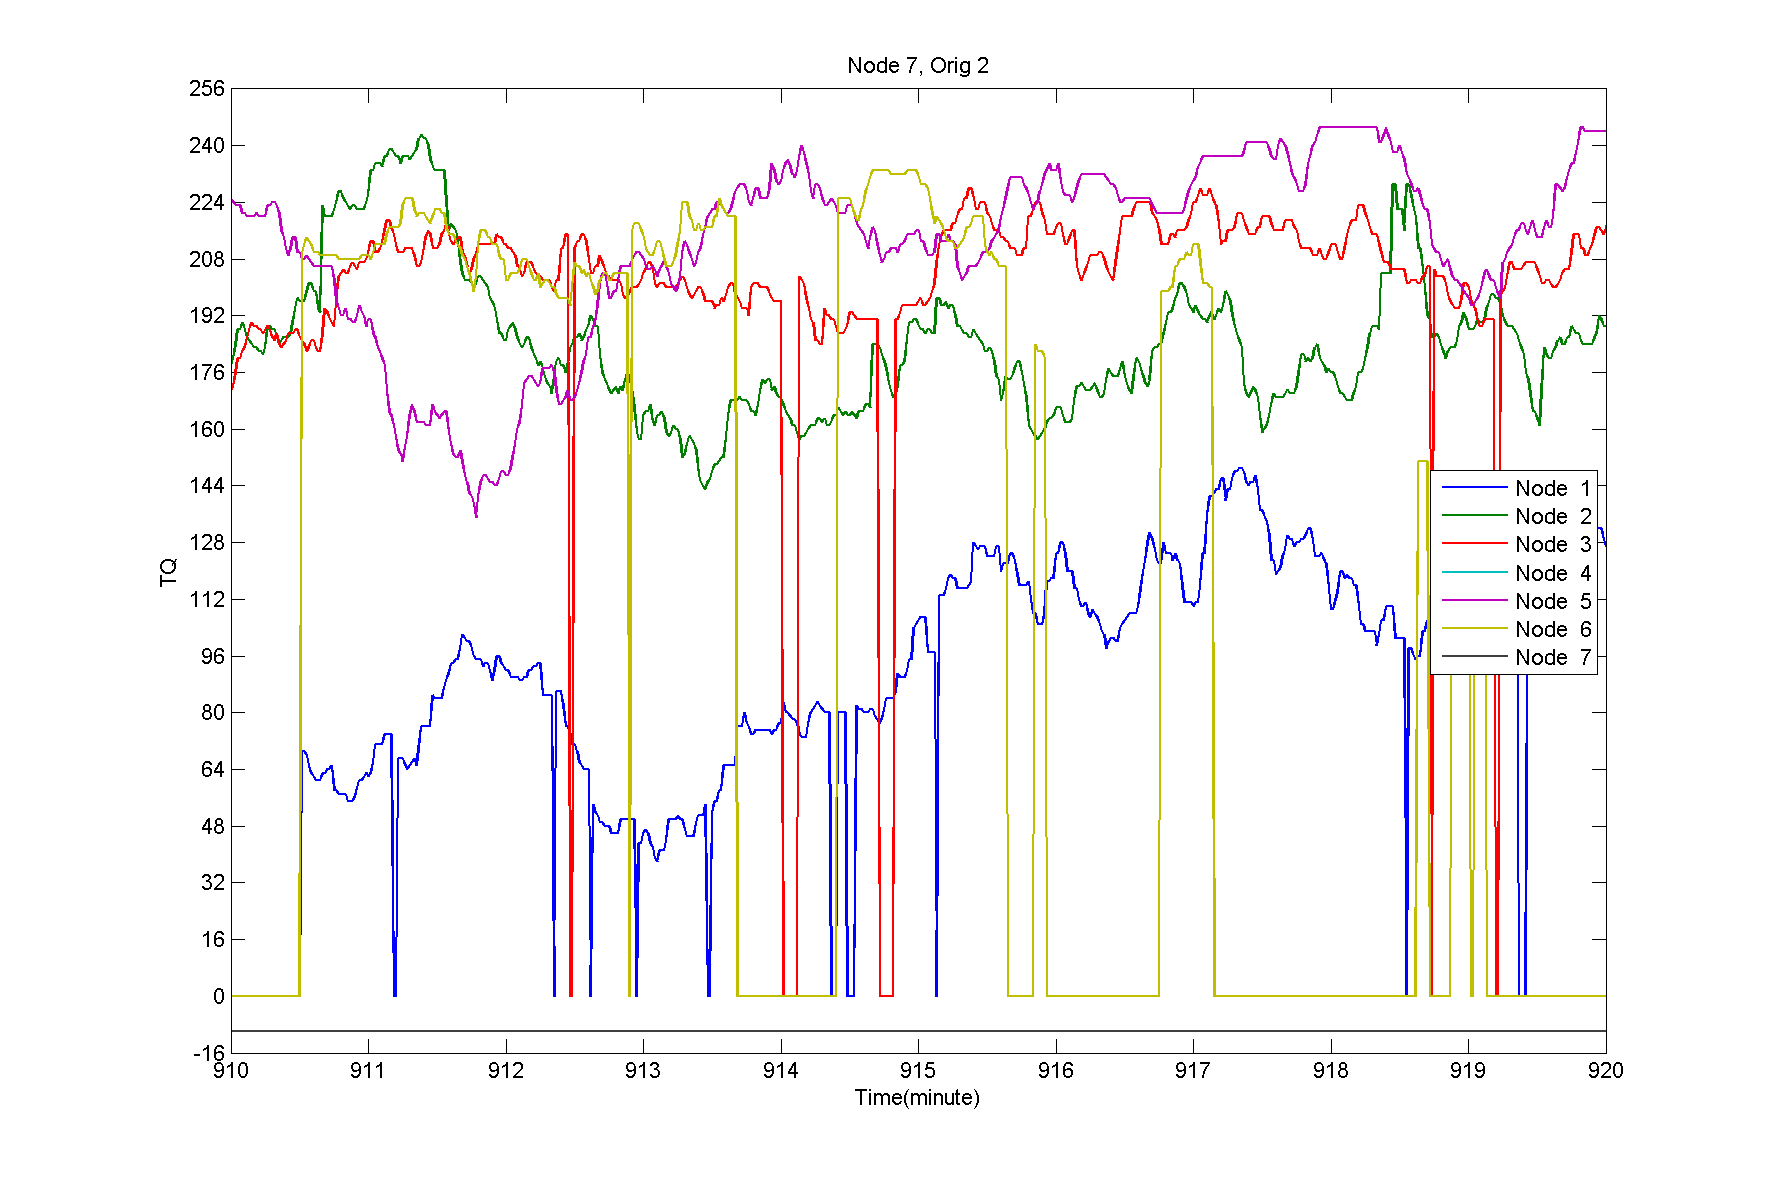 Node 7, Orig 2
256
240
224
208
192
176
160
144
128
112
96
80
64
48
32
16
0
-16
TQ
910 911 912 913 914 915 916 917 918 919 920
Time(minute)
Node 1
Node 2
Node 3
Node 4
Node 5
Node 6
Node 7